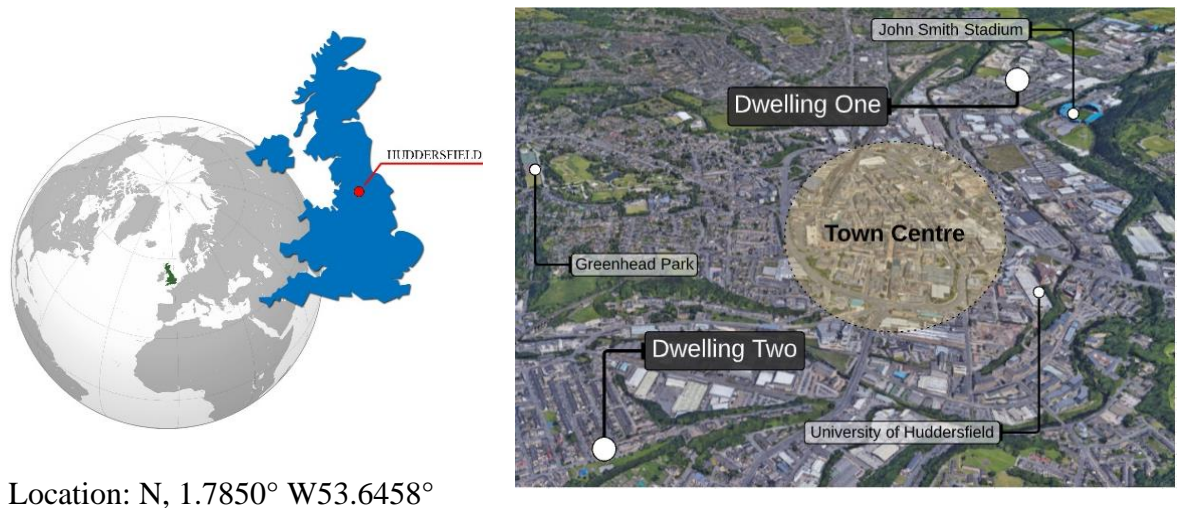 HUDDERSFIELD
Location: N, 1.7850° W53.6458°
John Smith Stadium
Dwelling One
Town Centre
Greenhead Park
Dwelling Two
University of Huddersfield